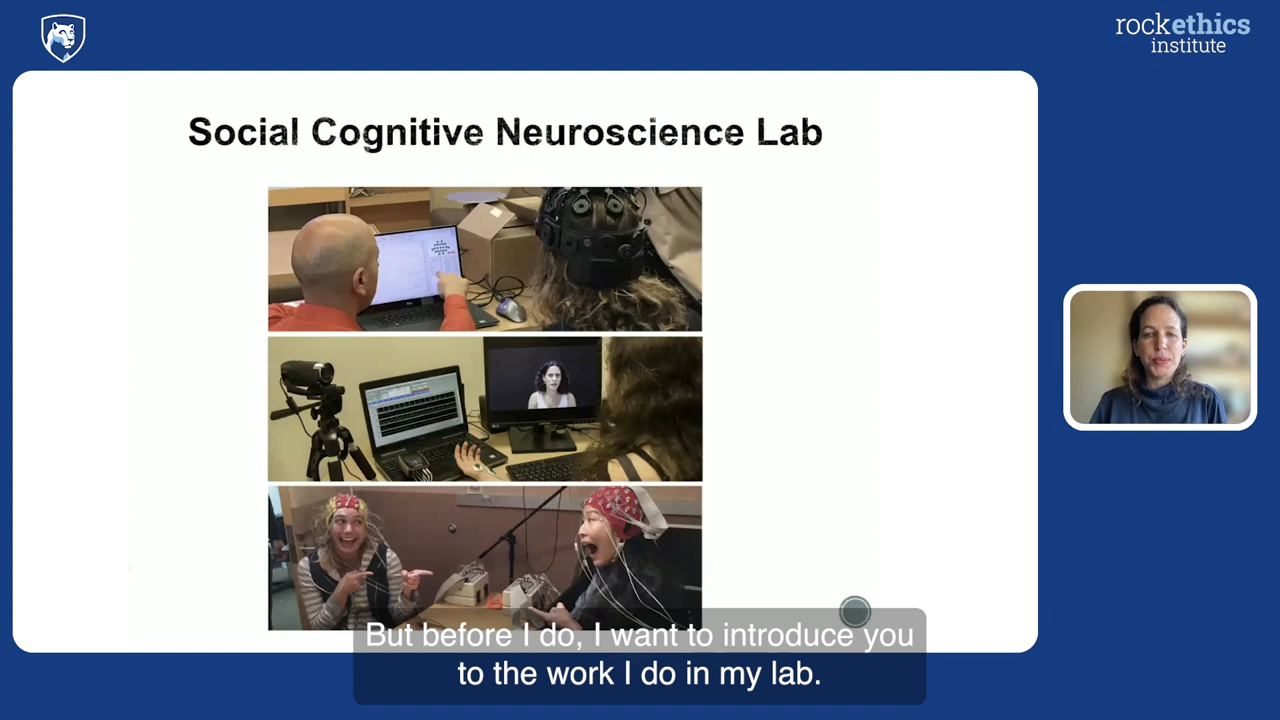 rockethics
institute
Social Cognitive Neuroscience Lab
But before I do, I want to introduce you
to the work I do in my lab.